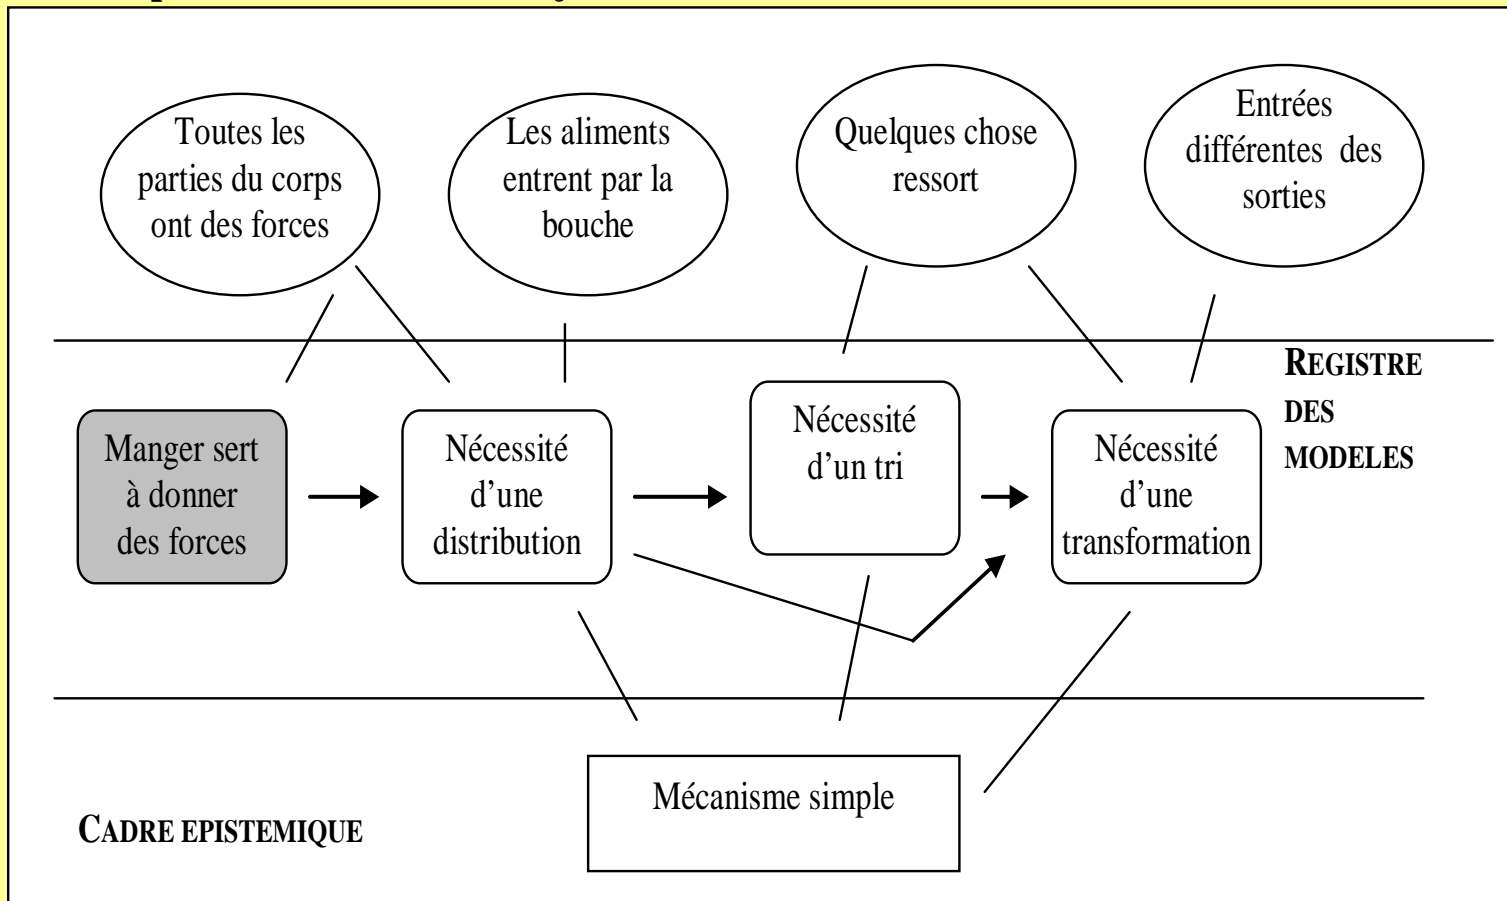 Toutes les
parties du corps
ont des forces
Les aliments
entrent par la
bouche
Quelques chose
ressort
Entrées
différentes des
sorties
REGISTRE
DES
MODELES
Manger sert
à donner
des forces
Nécessité
d'une
distribution
Nécessité
d'un tri
Nécessité
d'une
transformation
Mécanisme simple
CADRE EPISTEMIQUE